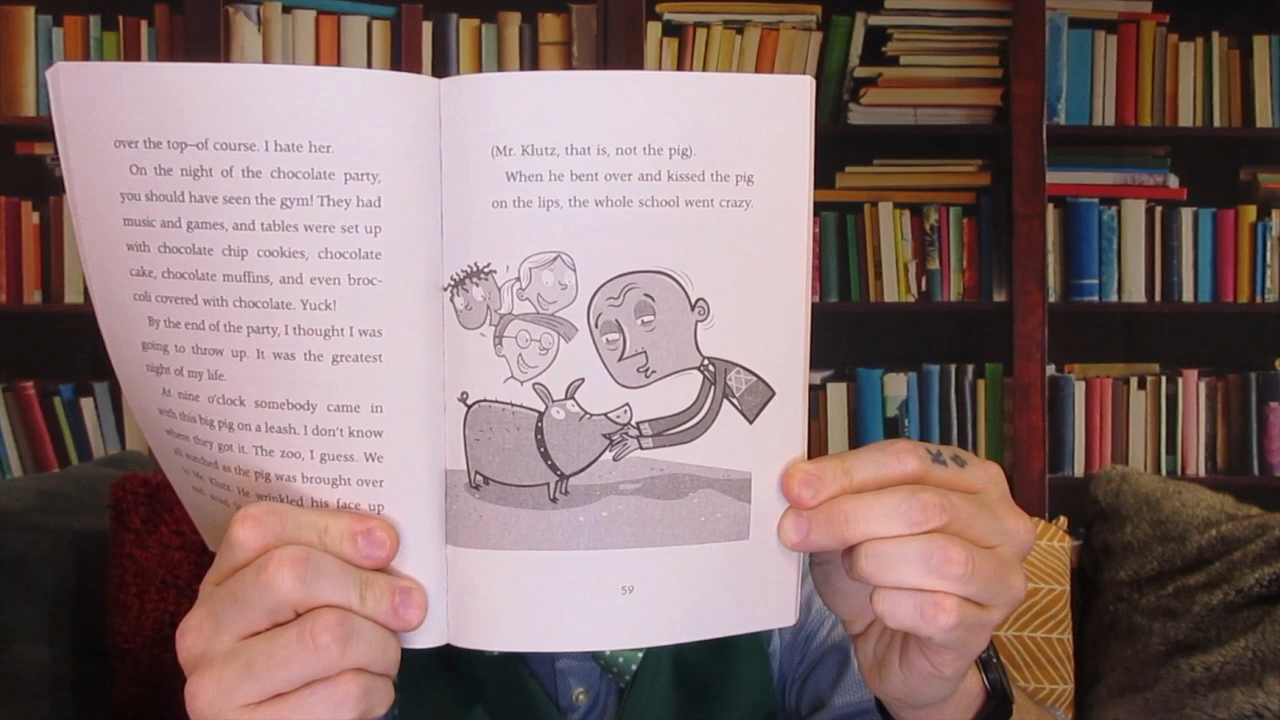 over the top—of course. I hate her.
On the night of the chocolate party,
you should have seen the gym! They had
music and games, and tables were set up
with chocolate chip cookies, chocolate
cake, chocolate muffins, and even broc-
coli covered with chocolate. Yuck!
By the end of the party, I thought I was
going to throw up. It was the greatest
night of my life.
At nine o'clock somebody came in
with this big pig on a leash. I don't know
where they got it. The zoo, I guess. We
all watched as the pig was brought over
to Mr. Klutz. He wrinkled his face up
and
(Mr. Klutz, that is, not the pig).
When he bent over and kissed the pig
on the lips, the whole school went crazy.
59